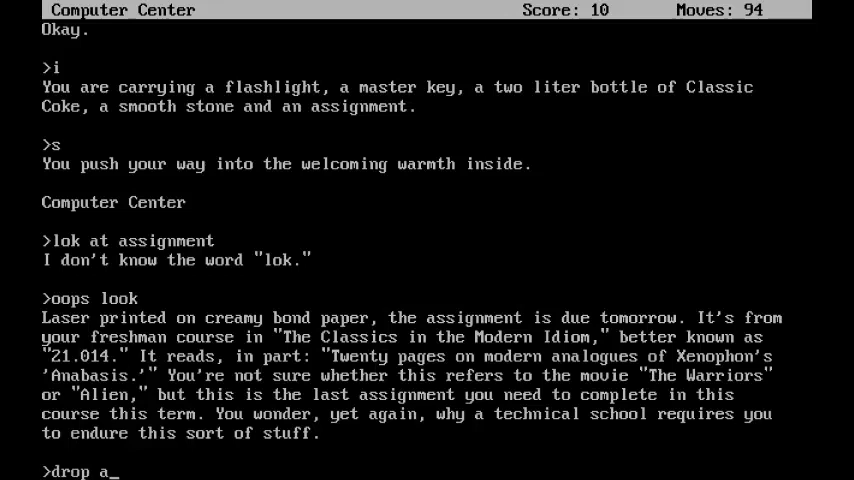 Computer Center Score: 10 Moves: 94
Okay.
>i
You are carrying a flashlight, a master key, a two liter bottle of Classic
Coke, a smooth stone and an assignment.
>s
You push your way into the welcoming warmth inside.
Computer Center
>lok at assignment
I don't know the word "lok."
>oops look
Laser printed on creamy bond paper, the assignment is due tomorrow. It's from
your freshman course in "The Classics in the Modern Idiom," better known as
"21.014." It reads, in part: "Twenty pages on modern analogues of Xenophon's
'Anabasis.'" You're not sure whether this refers to the movie "The Warriors"
or "Alien," but this is the last assignment you need to complete in this
course this term. You wonder, yet again, why a technical school requires you
to endure this sort of stuff.
>drop a_